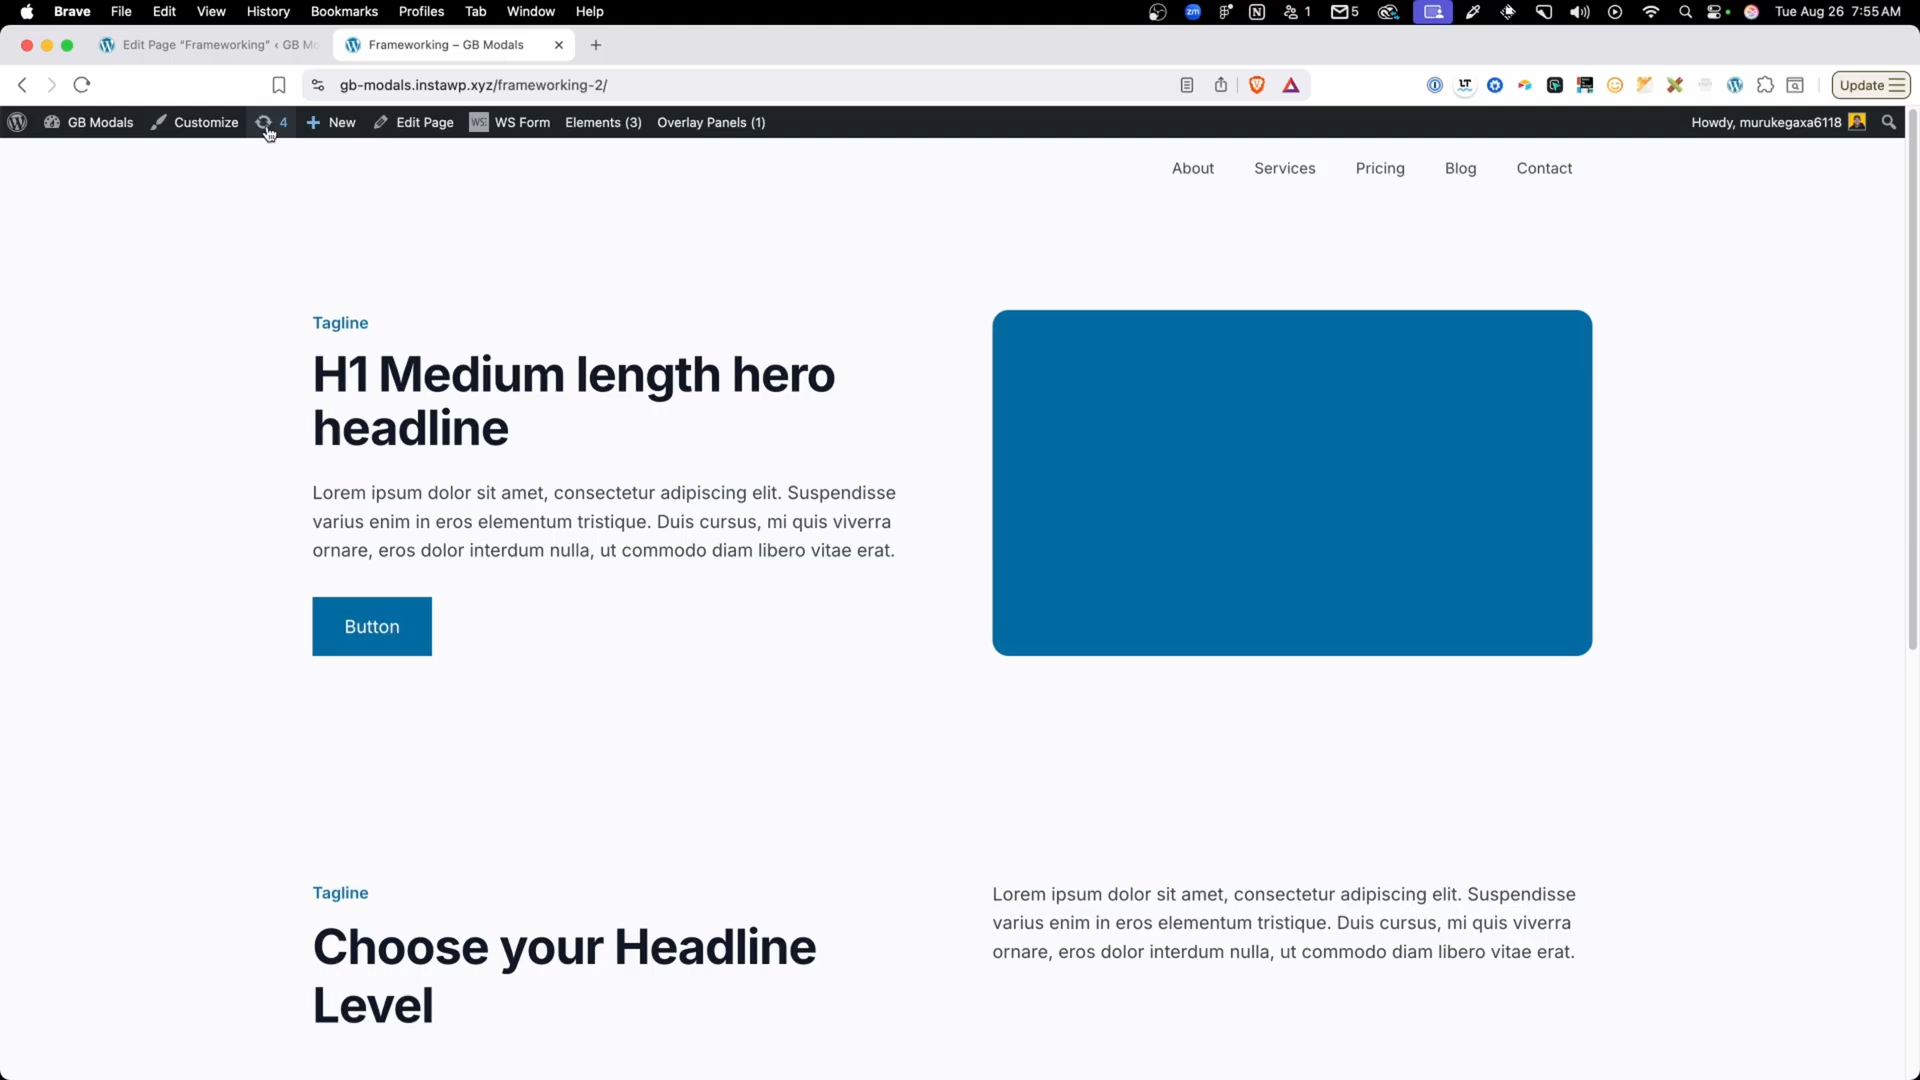 Brave File Edit View History Bookmarks Profiles Tab Window Help
zm 1 5 Tue Aug 26 7:55 AM
Edit Page "Frameworking" ‹ GB Mo
Frameworking – GB Modals
gb-modals.instawp.xyz/frameworking-2/
LT
Update
GB Modals Customize 4 New Edit Page WS Form Elements (3) Overlay Panels (1)
Howdy, murukegaxa6118
About Services Pricing Blog Contact
Tagline
H1 Medium length hero
headline
Lorem ipsum dolor sit amet, consectetur adipiscing elit. Suspendisse
varius enim in eros elementum tristique. Duis cursus, mi quis viverra
ornare, eros dolor interdum nulla, ut commodo diam libero vitae erat.
Button
Tagline
Choose your Headline
Level
Lorem ipsum dolor sit amet, consectetur adipiscing elit. Suspendisse
varius enim in eros elementum tristique. Duis cursus, mi quis viverra
ornare, eros dolor interdum nulla, ut commodo diam libero vitae erat.